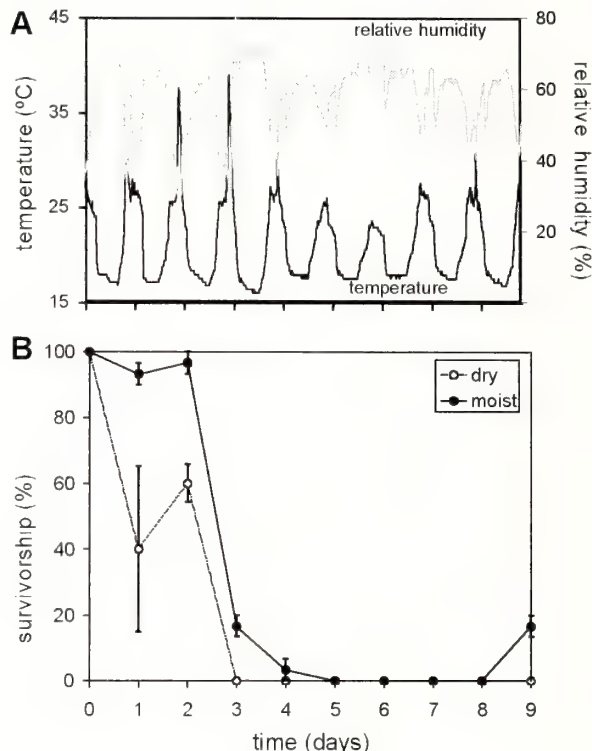 A
45
35
25
15
temperature (ºC)
relative humidity
temperature
80
60
40
20
relative humidity (%)
B
100
80
60
40
20
0
survivorship (%)
dry
moist
0 1 2 3 4 5 6 7 8 9
time (days)